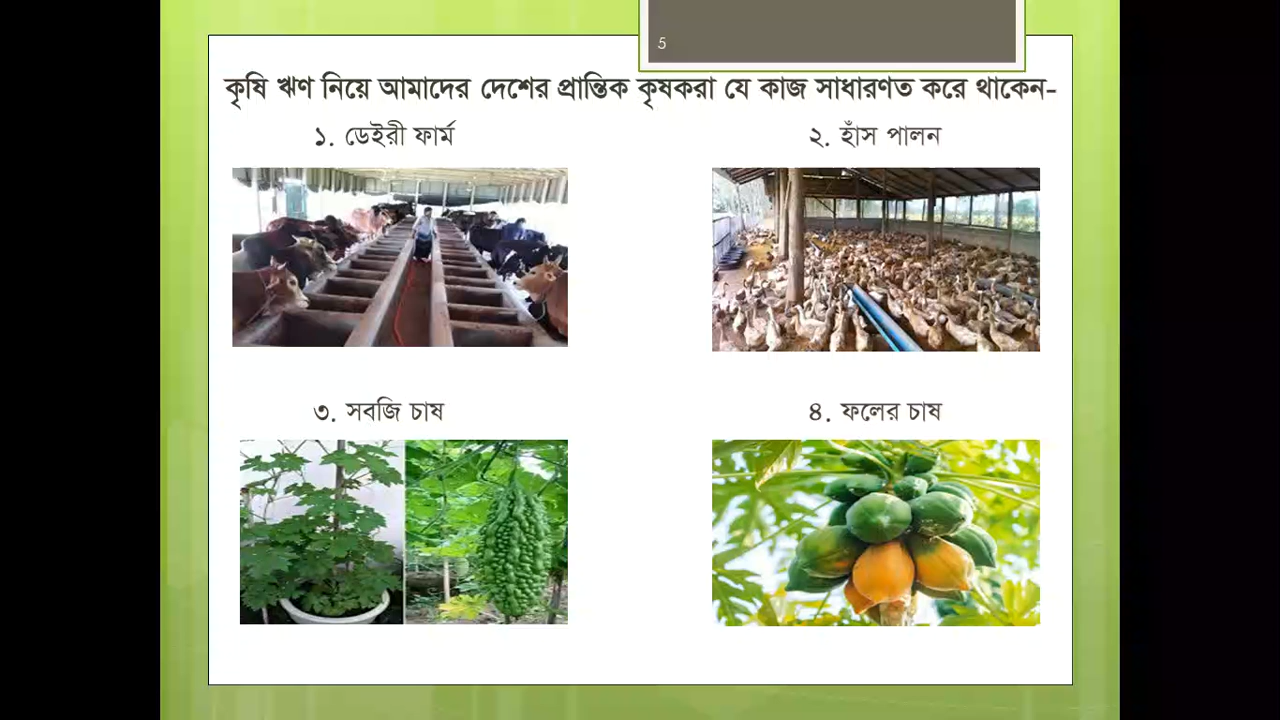 5
কৃষি ঋণ নিয়ে আমাদের দেশের প্রান্তিক কৃষকরা যে কাজ সাধারণত করে থাকেন-
১. ডেইরী ফার্ম
২. হাঁস পালন
৩. সবজি চাষ
৪. ফলের চাষ